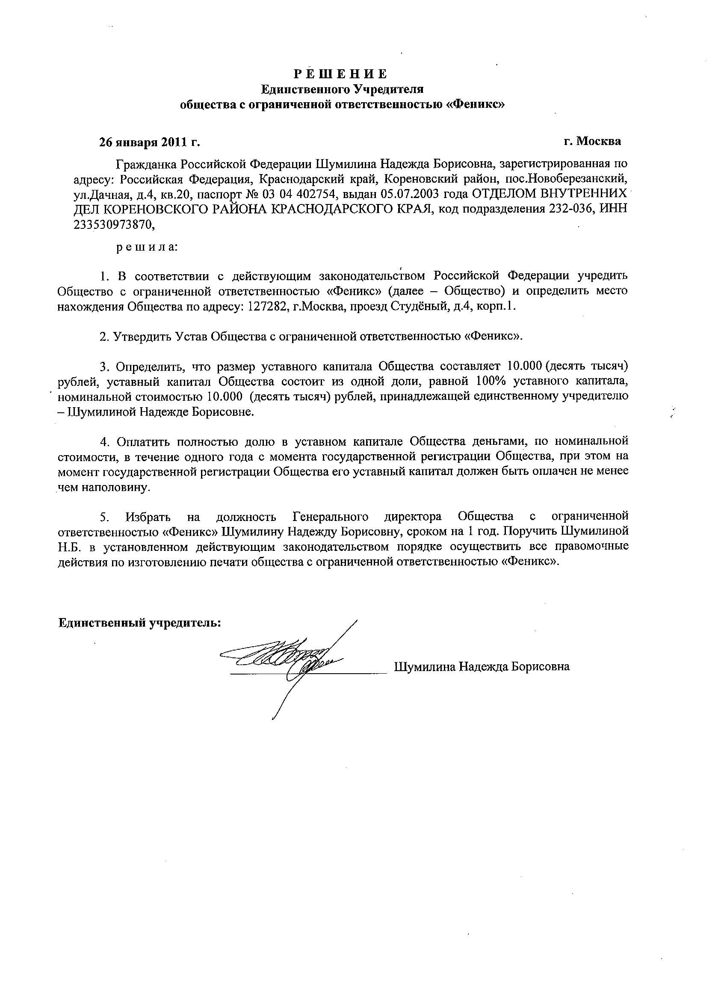 Р Е Ш Е Н И Е
Единственного Учредителя
общества с ограниченной ответственностью «Феникс»
26 января 2011 г. г. Москва
Гражданка Российской Федерации Шумилина Надежда Борисовна, зарегистрированная по
адресу: Российская Федерация, Краснодарский край, Кореновский район, пос.Новоберезанский,
ул.Дачная, д.4, кв.20, паспорт № 03 04 402754, выдан 05.07.2003 года ОТДЕЛОМ ВНУТРЕННИХ
ДЕЛ КОРЕНОВСКОГО РАЙОНА КРАСНОДАРСКОГО КРАЯ, код подразделения 232-036, ИНН
233530973870,
р е ш и л а:
1. В соответствии с действующим законодательством Российской Федерации учредить
Общество с ограниченной ответственностью «Феникс» (далее – Общество) и определить место
нахождения Общества по адресу: 127282, г.Москва, проезд Студёный, д.4, корп.1.
2. Утвердить Устав Общества с ограниченной ответственностью «Феникс».
3. Определить, что размер уставного капитала Общества составляет 10.000 (десять тысяч)
рублей, уставный капитал Общества состоит из одной доли, равной 100% уставного капитала,
номинальной стоимостью 10.000 (десять тысяч) рублей, принадлежащей единственному учредителю
– Шумилиной Надежде Борисовне.
4. Оплатить полностью долю в уставном капитале Общества деньгами, по номинальной
стоимости, в течение одного года с момента государственной регистрации Общества, при этом на
момент государственной регистрации Общества его уставный капитал должен быть оплачен не менее
чем наполовину.
5. Избрать на должность Генерального директора Общества с ограниченной
ответственностью «Феникс» Шумилину Надежду Борисовну, сроком на 1 год. Поручить Шумилиной
Н.Б. в установленном действующим законодательством порядке осуществить все правомочные
действия по изготовлению печати общества с ограниченной ответственностью «Феникс».
Единственный учредитель:
Шумилина Надежда Борисовна